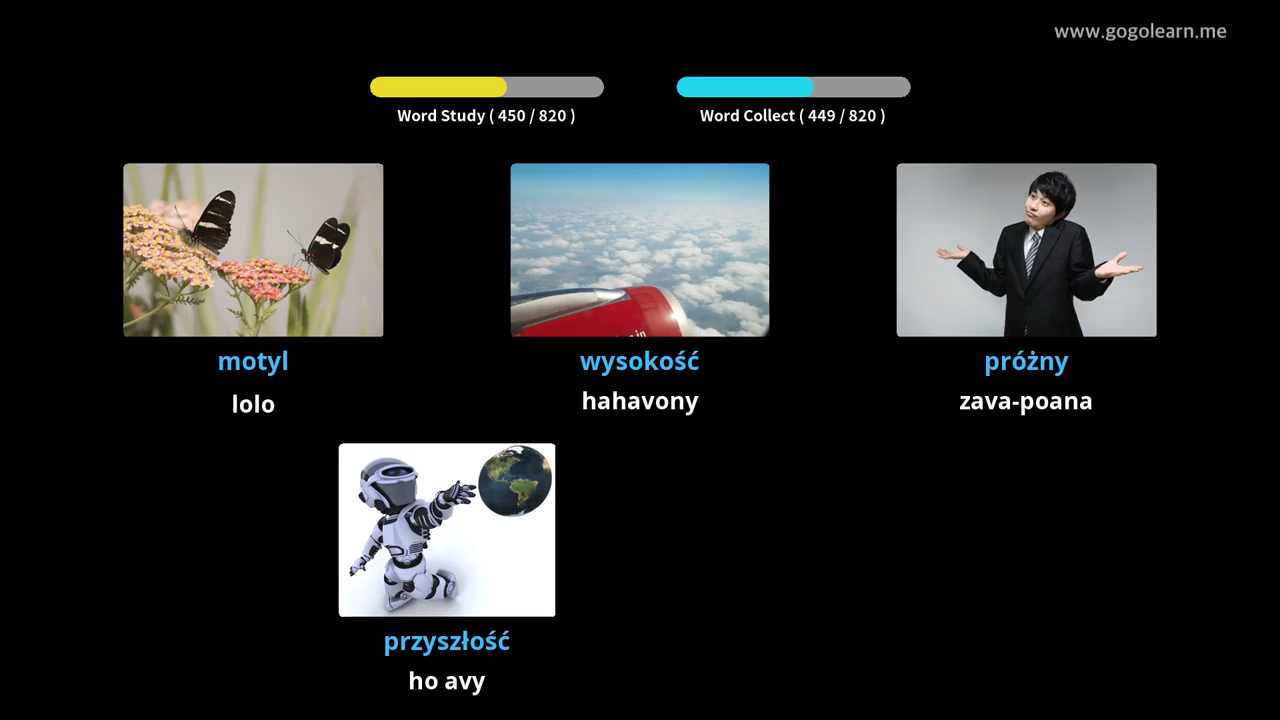 www.gogolearn.me
Word Study ( 450 / 820 )
Word Collect ( 449 / 820 )
motyl
wysokość
próżny
lolo
hahavony
zava-poana
przyszłość
ho avy